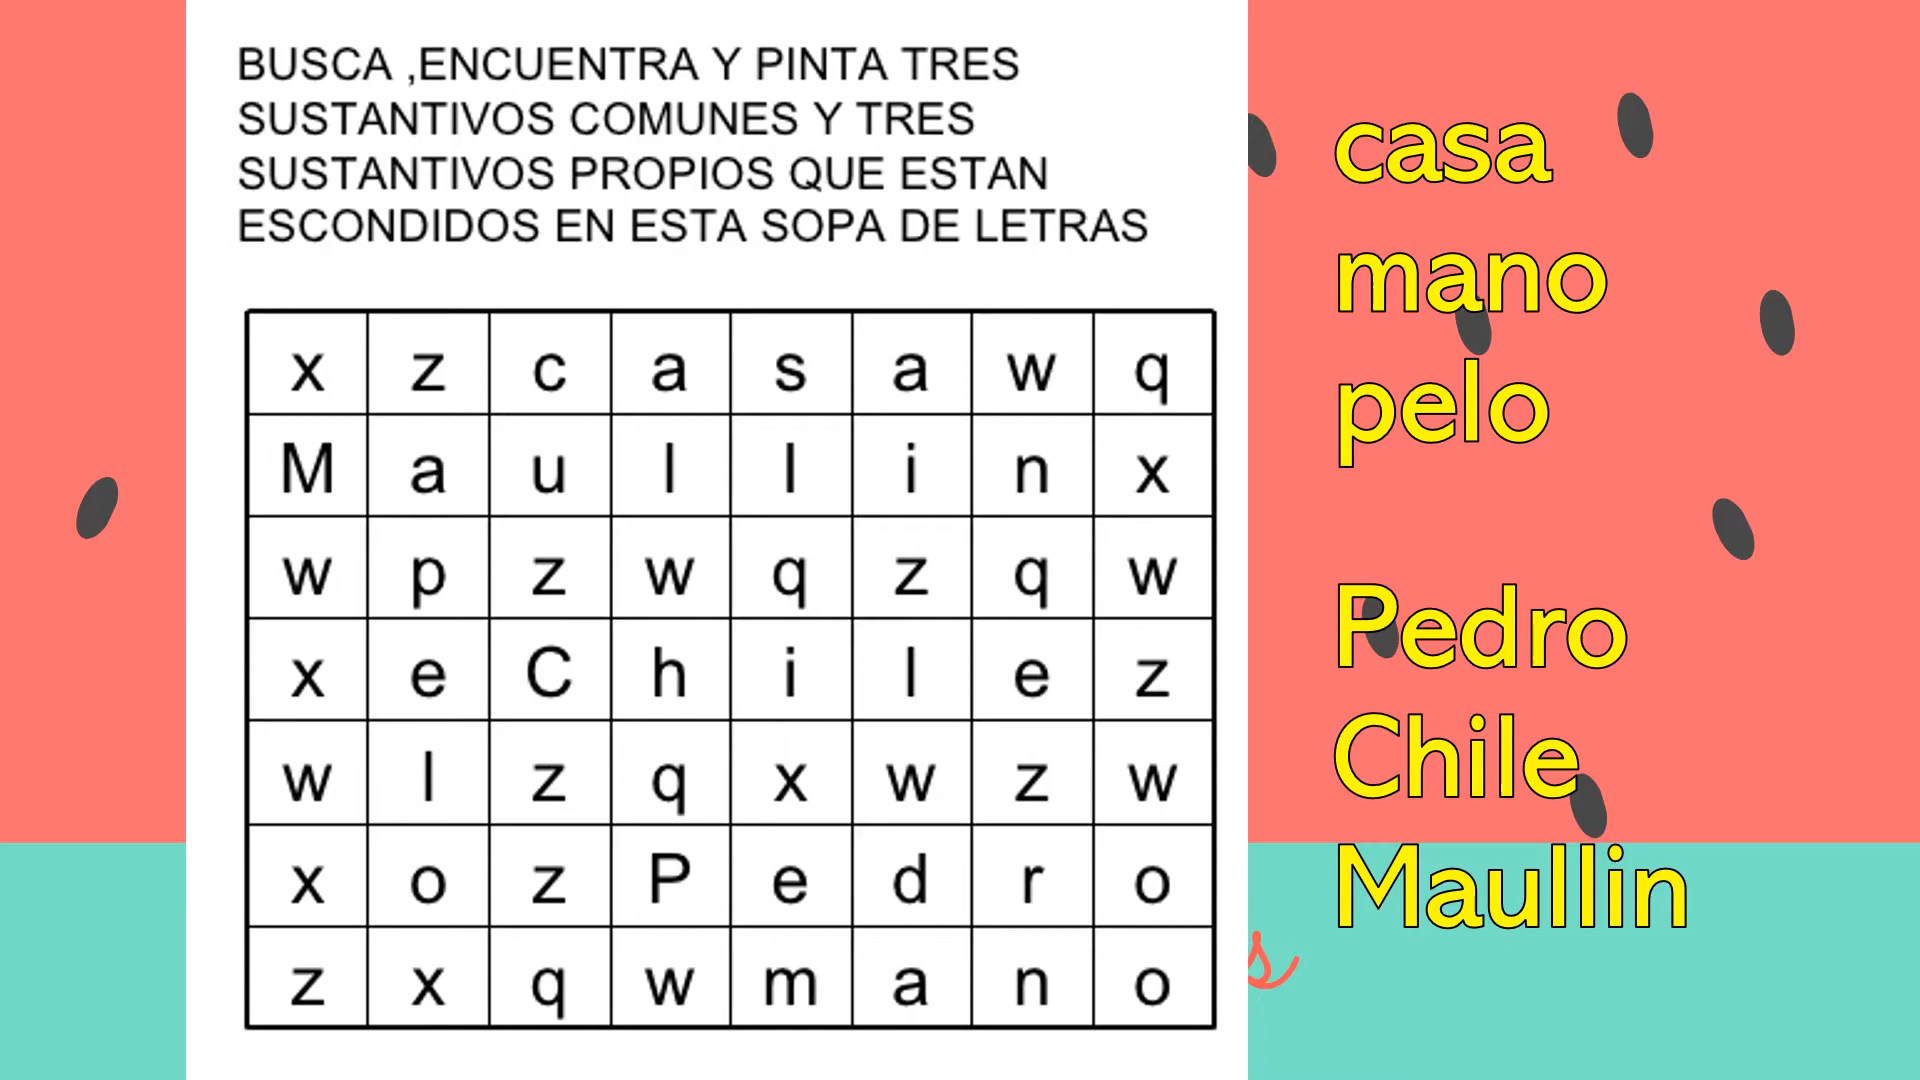 BUSCA ,ENCUENTRA Y PINTA TRES
SUSTANTIVOS COMUNES Y TRES
SUSTANTIVOS PROPIOS QUE ESTAN
ESCONDIDOS EN ESTA SOPA DE LETRAS
x z c a s a w q
M a u l l i n x
w p z w q z q w
x e C h i l e z
w l z q x w z w
x o z P e d r o
z x q w m a n o
casa
mano
pelo
Pedro
Chile
Maullin
s